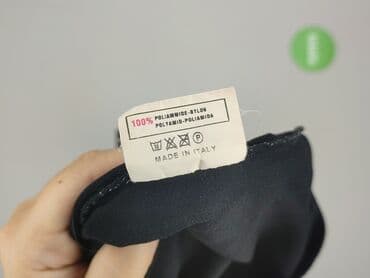 100% POLIAMMIDE-NYLON
POLYAMID-POLIAMIDA
P
MADE IN ITALY